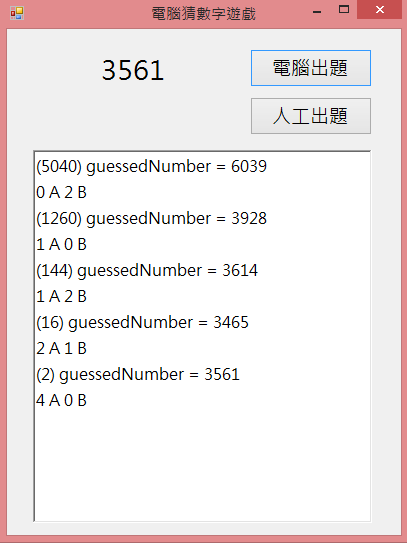 電腦猜數字遊戲
3561
電腦出題
人工出題
(5040) guessedNumber = 6039
0 A 2 B
(1260) guessedNumber = 3928
1 A 0 B
(144) guessedNumber = 3614
1 A 2 B
(16) guessedNumber = 3465
2 A 1 B
(2) guessedNumber = 3561
4 A 0 B